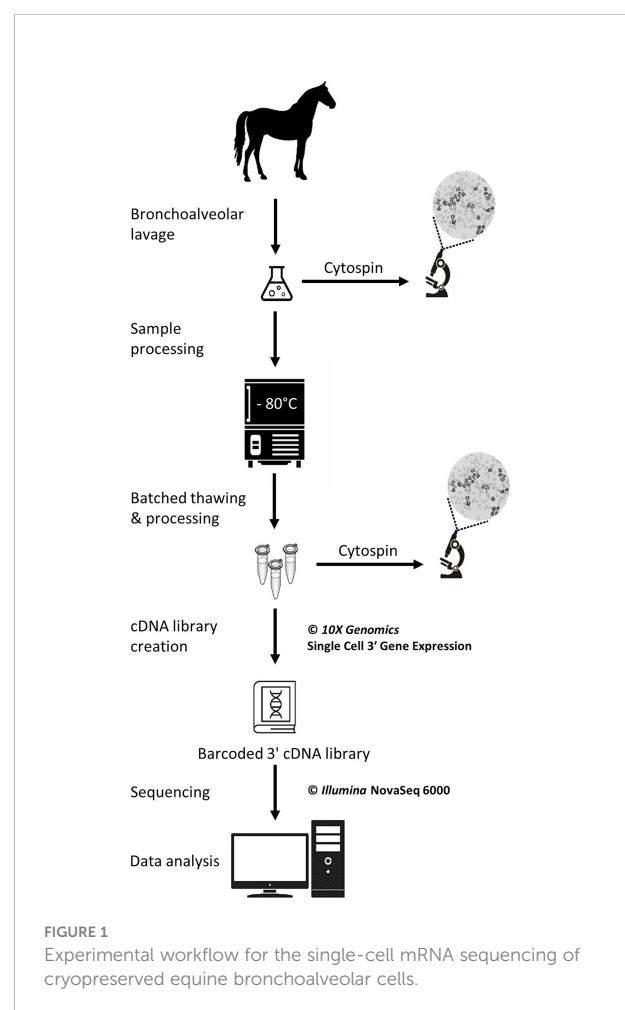 Bronchoalveolar
lavage
Cytospin
Sample
processing
- 80°C
Batched thawing
& processing
Cytospin
cDNA library
creation
© 10X Genomics
Single Cell 3′ Gene Expression
Barcoded 3' cDNA library
Sequencing
© Illumina NovaSeq 6000
Data analysis
FIGURE 1
Experimental workflow for the single-cell mRNA sequencing of
cryopreserved equine bronchoalveolar cells.